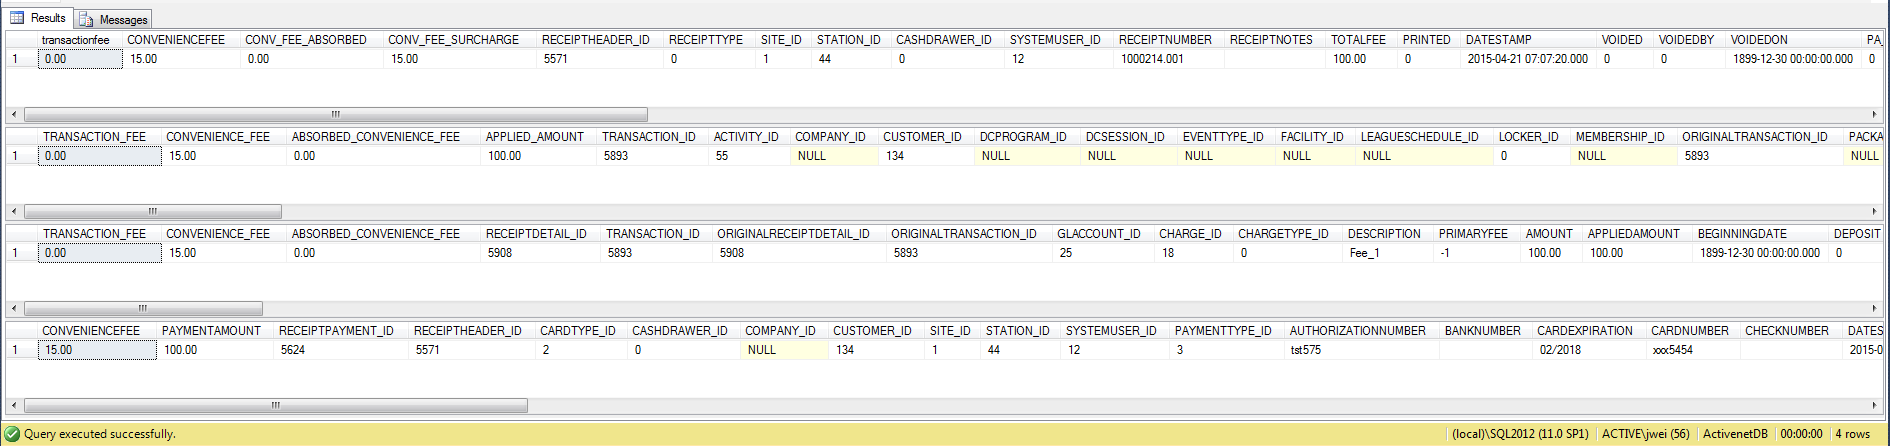 Results Messages
transactionfee CONVENIENCEFEE CONV_FEE_ABSORBED CONV_FEE_SURCHARGE RECEIPTHEADER_ID RECEIPTTYPE SITE_ID STATION_ID CASHDRAWER_ID SYSTEMUSER_ID RECEIPTNUMBER RECEIPTNOTES TOTALFEE PRINTED DATESTAMP VOIDED VOIDEDBY VOIDEDON PA_
1 0.00 15.00 0.00 15.00 5571 0 1 44 0 12 1000214.001 100.00 0 2015-04-21 07:07:20.000 0 0 1899-12-30 00:00:00.000 0
TRANSACTION_FEE CONVENIENCE_FEE ABSORBED_CONVENIENCE_FEE APPLIED_AMOUNT TRANSACTION_ID ACTIVITY_ID COMPANY_ID CUSTOMER_ID DCPROGRAM_ID DCSESSION_ID EVENTTYPE_ID FACILITY_ID LEAGUESCHEDULE_ID LOCKER_ID MEMBERSHIP_ID ORIGINALTRANSACTION_ID PACKA
1 0.00 15.00 0.00 100.00 5893 55 NULL 134 NULL NULL NULL NULL NULL 0 NULL 5893 NULL
TRANSACTION_FEE CONVENIENCE_FEE ABSORBED_CONVENIENCE_FEE RECEIPTDETAIL_ID TRANSACTION_ID ORIGINALRECEIPTDETAIL_ID ORIGINALTRANSACTION_ID GLACCOUNT_ID CHARGE_ID CHARGETYPE_ID DESCRIPTION PRIMARYFEE AMOUNT APPLIEDAMOUNT BEGINNINGDATE DEPOSIT
1 0.00 15.00 0.00 5908 5893 5908 5893 25 18 0 Fee_1 -1 100.00 100.00 1899-12-30 00:00:00.000 0
CONVENIENCEFEE PAYMENTAMOUNT RECEIPTPAYMENT_ID RECEIPTHEADER_ID CARDTYPE_ID CASHDRAWER_ID COMPANY_ID CUSTOMER_ID SITE_ID STATION_ID SYSTEMUSER_ID PAYMENTTYPE_ID AUTHORIZATIONNUMBER BANKNUMBER CARDEXPIRATION CARDNUMBER CHECKNUMBER DATES
1 15.00 100.00 5624 5571 2 0 NULL 134 1 44 12 3 tst575 02/2018 xxx5454 2015-0
Query executed successfully. (local)\SQL2012 (11.0 SP1) ACTIVE\jwei (56) ActivenetDB 00:00:00 4 rows